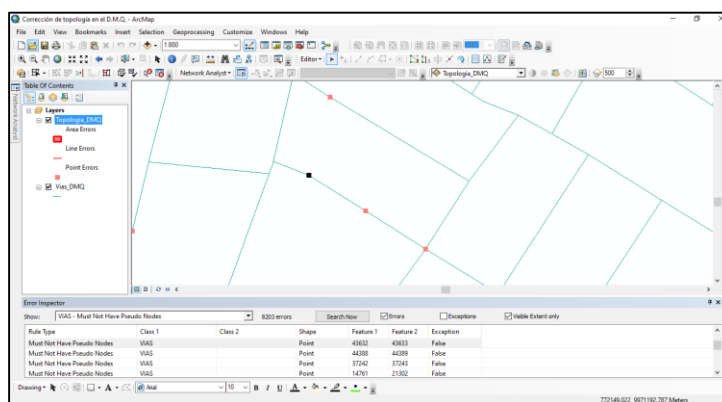 Corrección de topología en el D.M.Q. - ArcMap
File Edit View Bookmarks Insert Selection Geoprocessing Customize Windows Help
1:800
Editor
Network Analyst Topologia_DMQ 500
Table Of Contents
Network Analyst
Layers
Topologia_DMQ
Area Errors
Line Errors
Point Errors
Vias_DMQ
Error Inspector
Show: VIAS - Must Not Have Pseudo Nodes 8203 errors Search Now Errors Exceptions Visible Extent only
Rule Type Class 1 Class 2 Shape Feature 1 Feature 2 Exception
Must Not Have Pseudo Nodes VIAS Point 43632 43633 False
Must Not Have Pseudo Nodes VIAS Point 44388 44389 False
Must Not Have Pseudo Nodes VIAS Point 37242 37243 False
Must Not Have Pseudo Nodes VIAS Point 14761 21302 False
Drawing A Arial 10 B I U A
772149,022 9971192,767 Meters